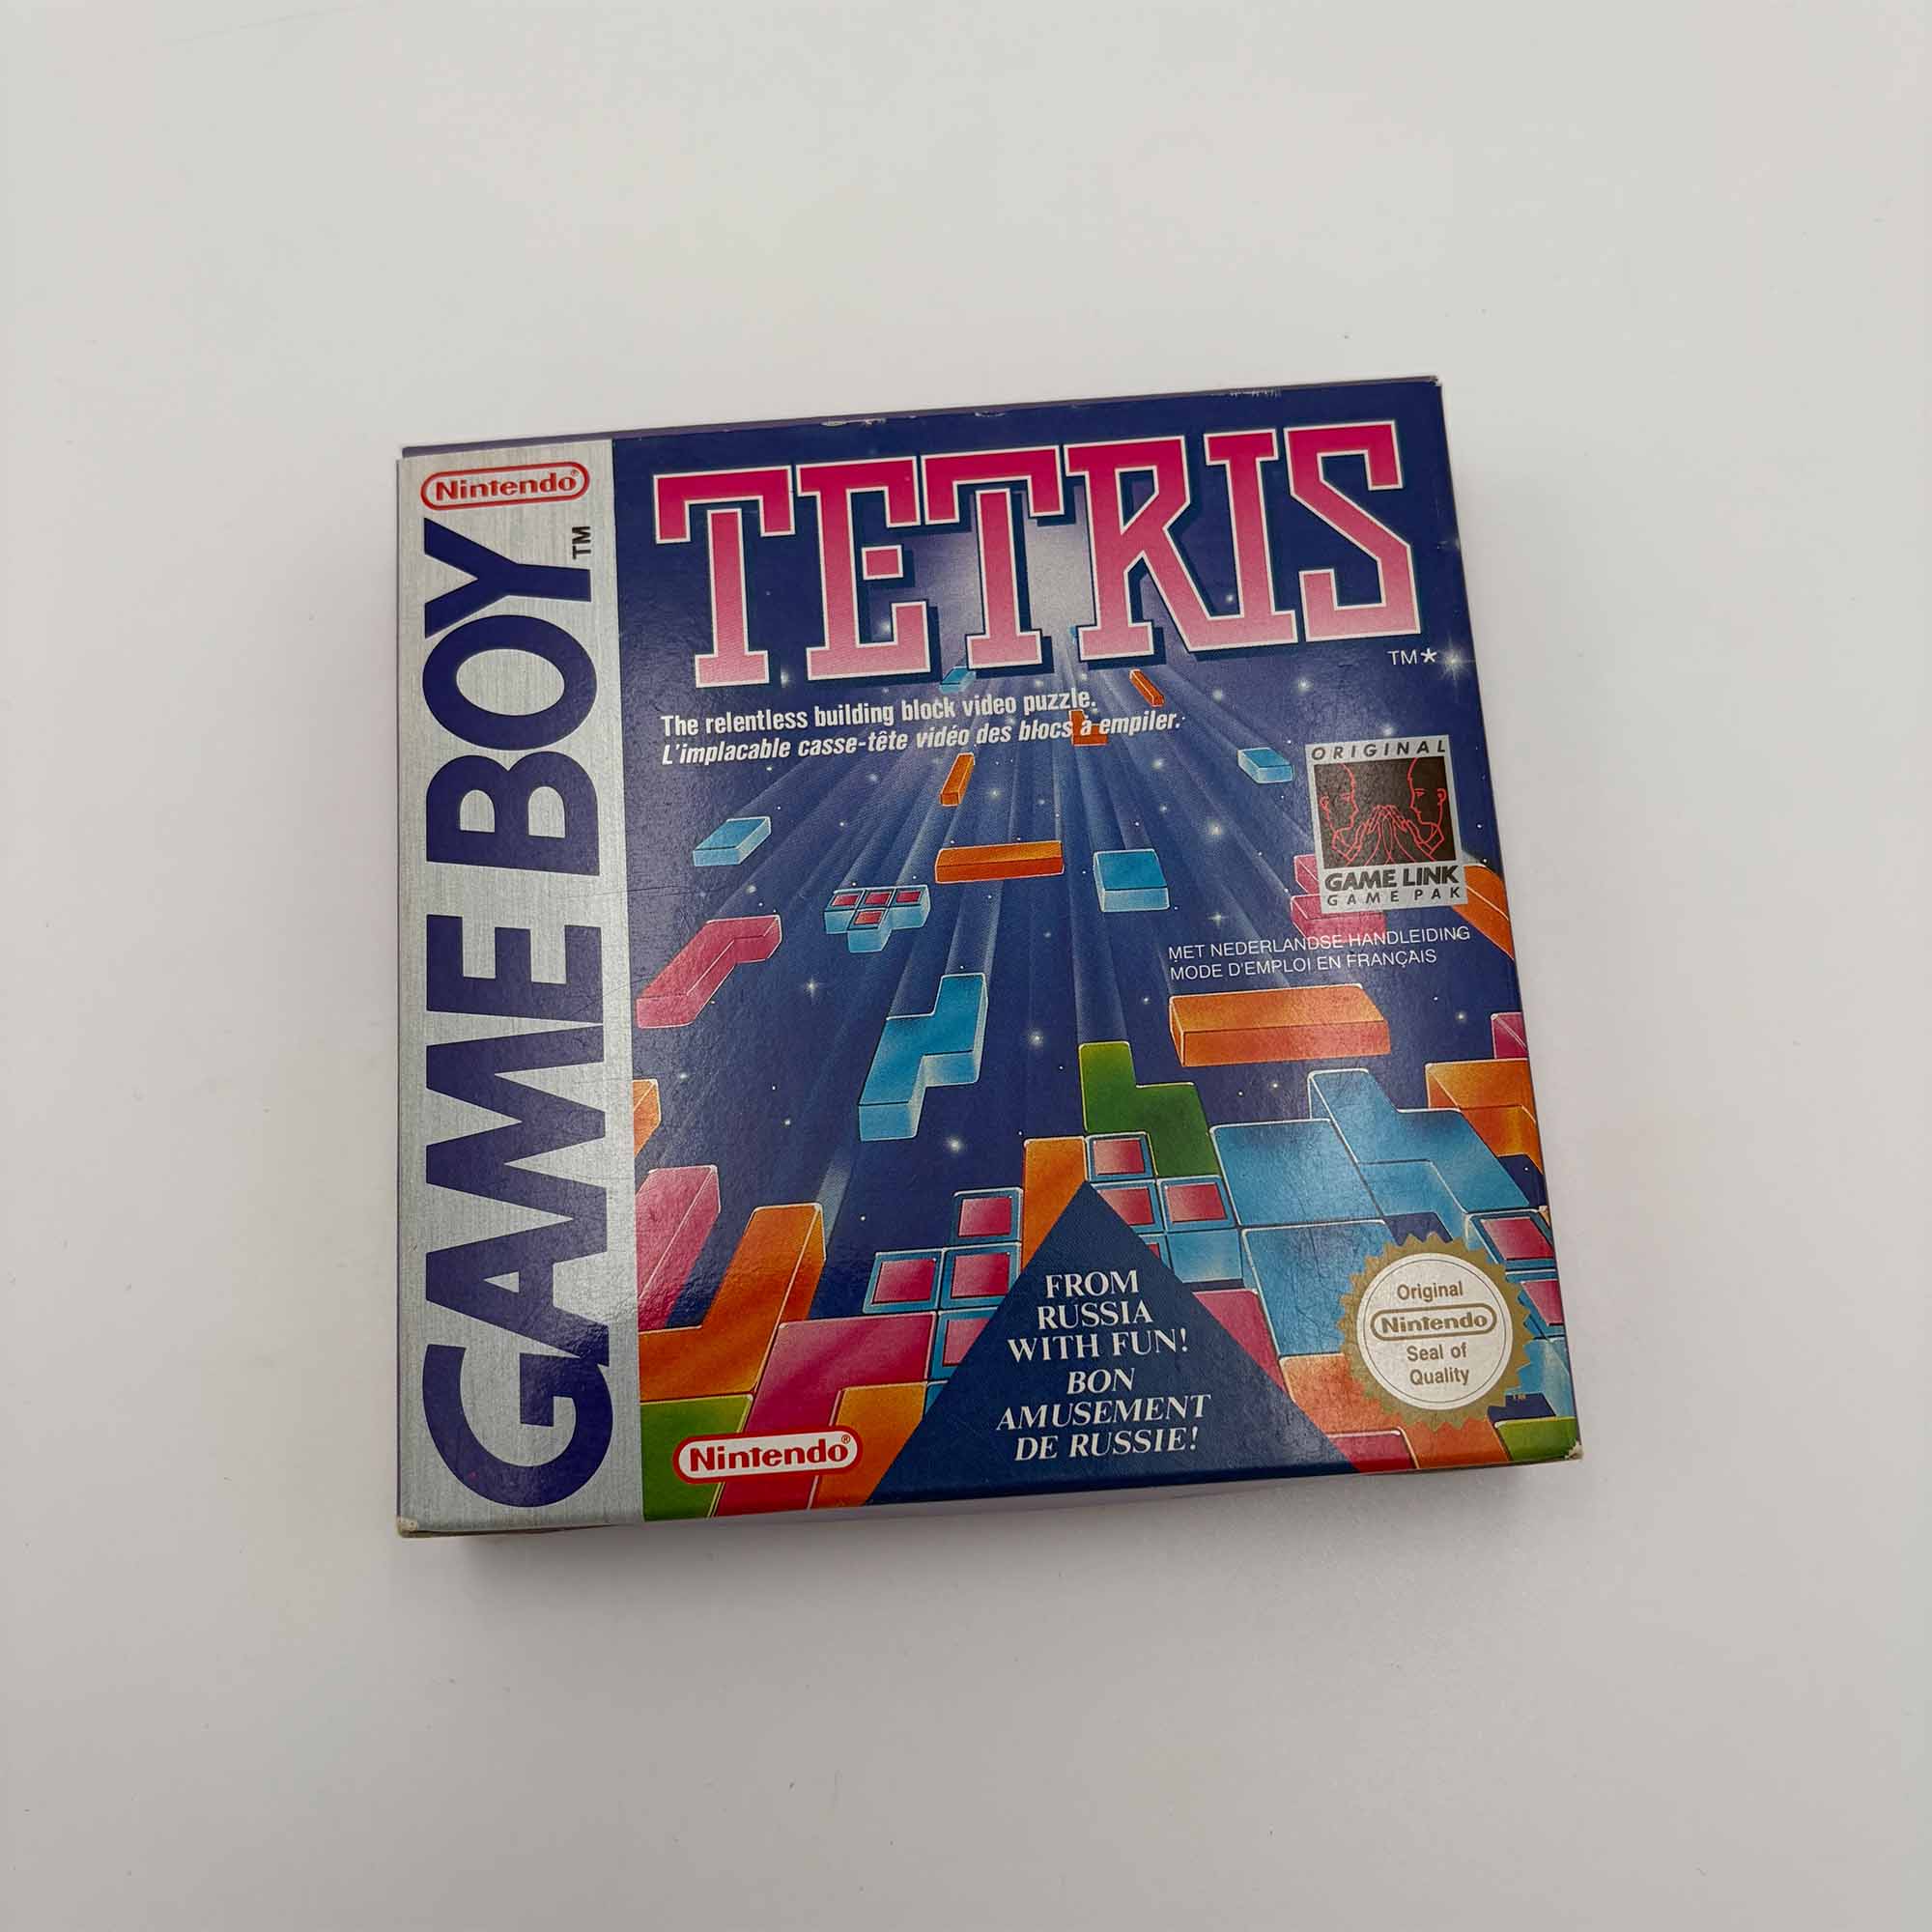 Nintendo®
GAME BOY™
TETRIS
TM*
The relentless building block video puzzle.
L'implacable casse-tête vidéo des blocs à empiler.
ORIGINAL
GAME LINK
GAME PAK
MET NEDERLANDSE HANDLEIDING
MODE D'EMPLOI EN FRANÇAIS
FROM
RUSSIA
WITH FUN!
BON
AMUSEMENT
DE RUSSIE!
Original
Nintendo
Seal of
Quality
TM
Nintendo®